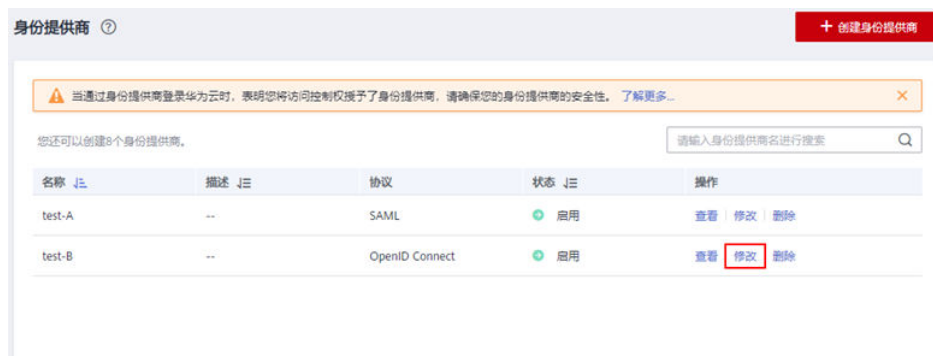 身份提供商 ?
+ 创建身份提供商
当通过身份提供商登录华为云时，表明您将访问控制权授予了身份提供商，请确保您的身份提供商的安全性。 了解更多...
您还可以创建8个身份提供商。
请输入身份提供商名进行搜索
名称 描述 协议 状态 操作
test-A -- SAML 启用 查看 修改 删除
test-B -- OpenID Connect 启用 查看 修改 删除